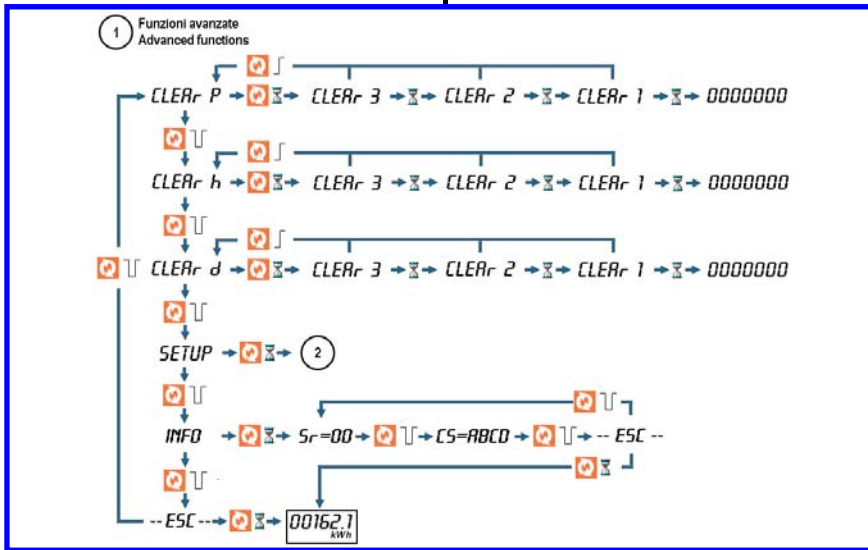 1 Funzioni avanzate
Advanced functions
CLEAr P CLEAr 3 CLEAr 2 CLEAr 1 0000000
CLEAr h CLEAr 3 CLEAr 2 CLEAr 1 0000000
CLEAr d CLEAr 3 CLEAr 2 CLEAr 1 0000000
SETUP 2
INFO Sr=00 CS=ABCD -- ESC --
-- ESC -- 00162.1
kWh